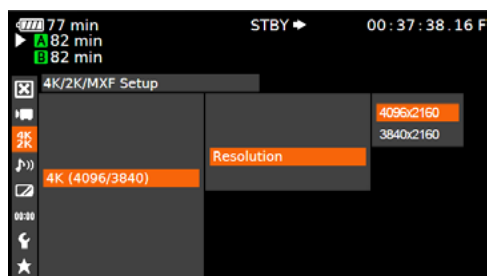 77 min
STBY
00:37:38.16 F
A 82 min
B 82 min
4K/2K/MXF Setup
4K
2K
00:00
4096x2160
3840x2160
Resolution
4K (4096/3840)